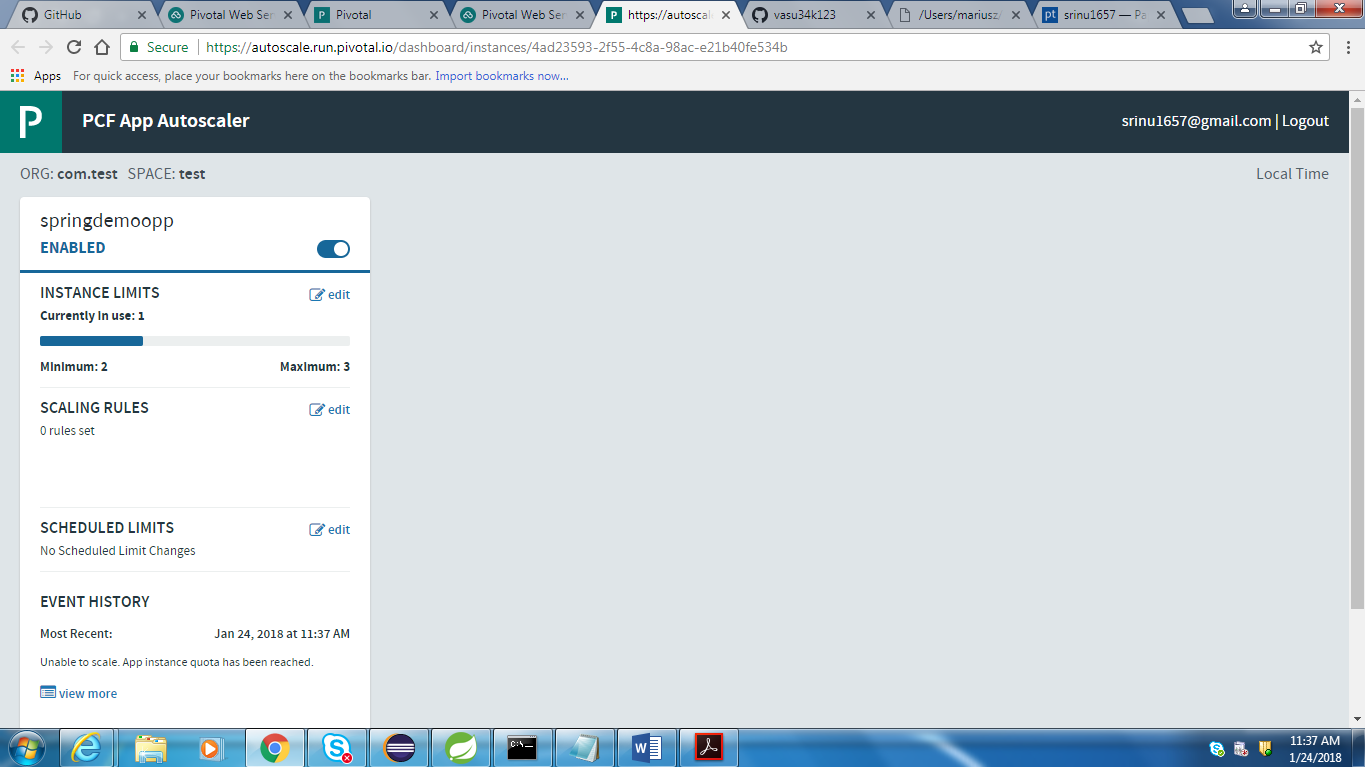 GitHub
Pivotal Web Ser
Pivotal
Pivotal Web Ser
https://autoscal
vasu34k123
/Users/mariusz/
pt srinu1657 — Pa
Secure https://autoscale.run.pivotal.io/dashboard/instances/4ad23593-2f55-4c8a-98ac-e21b40fe534b
Apps For quick access, place your bookmarks here on the bookmarks bar. Import bookmarks now...
P PCF App Autoscaler srinu1657@gmail.com | Logout
ORG: com.test SPACE: test Local Time
springdemoopp
ENABLED
INSTANCE LIMITS edit
Currently in use: 1
Minimum: 2 Maximum: 3
SCALING RULES edit
0 rules set
SCHEDULED LIMITS edit
No Scheduled Limit Changes
EVENT HISTORY
Most Recent: Jan 24, 2018 at 11:37 AM
Unable to scale. App instance quota has been reached.
view more
11:37 AM
1/24/2018